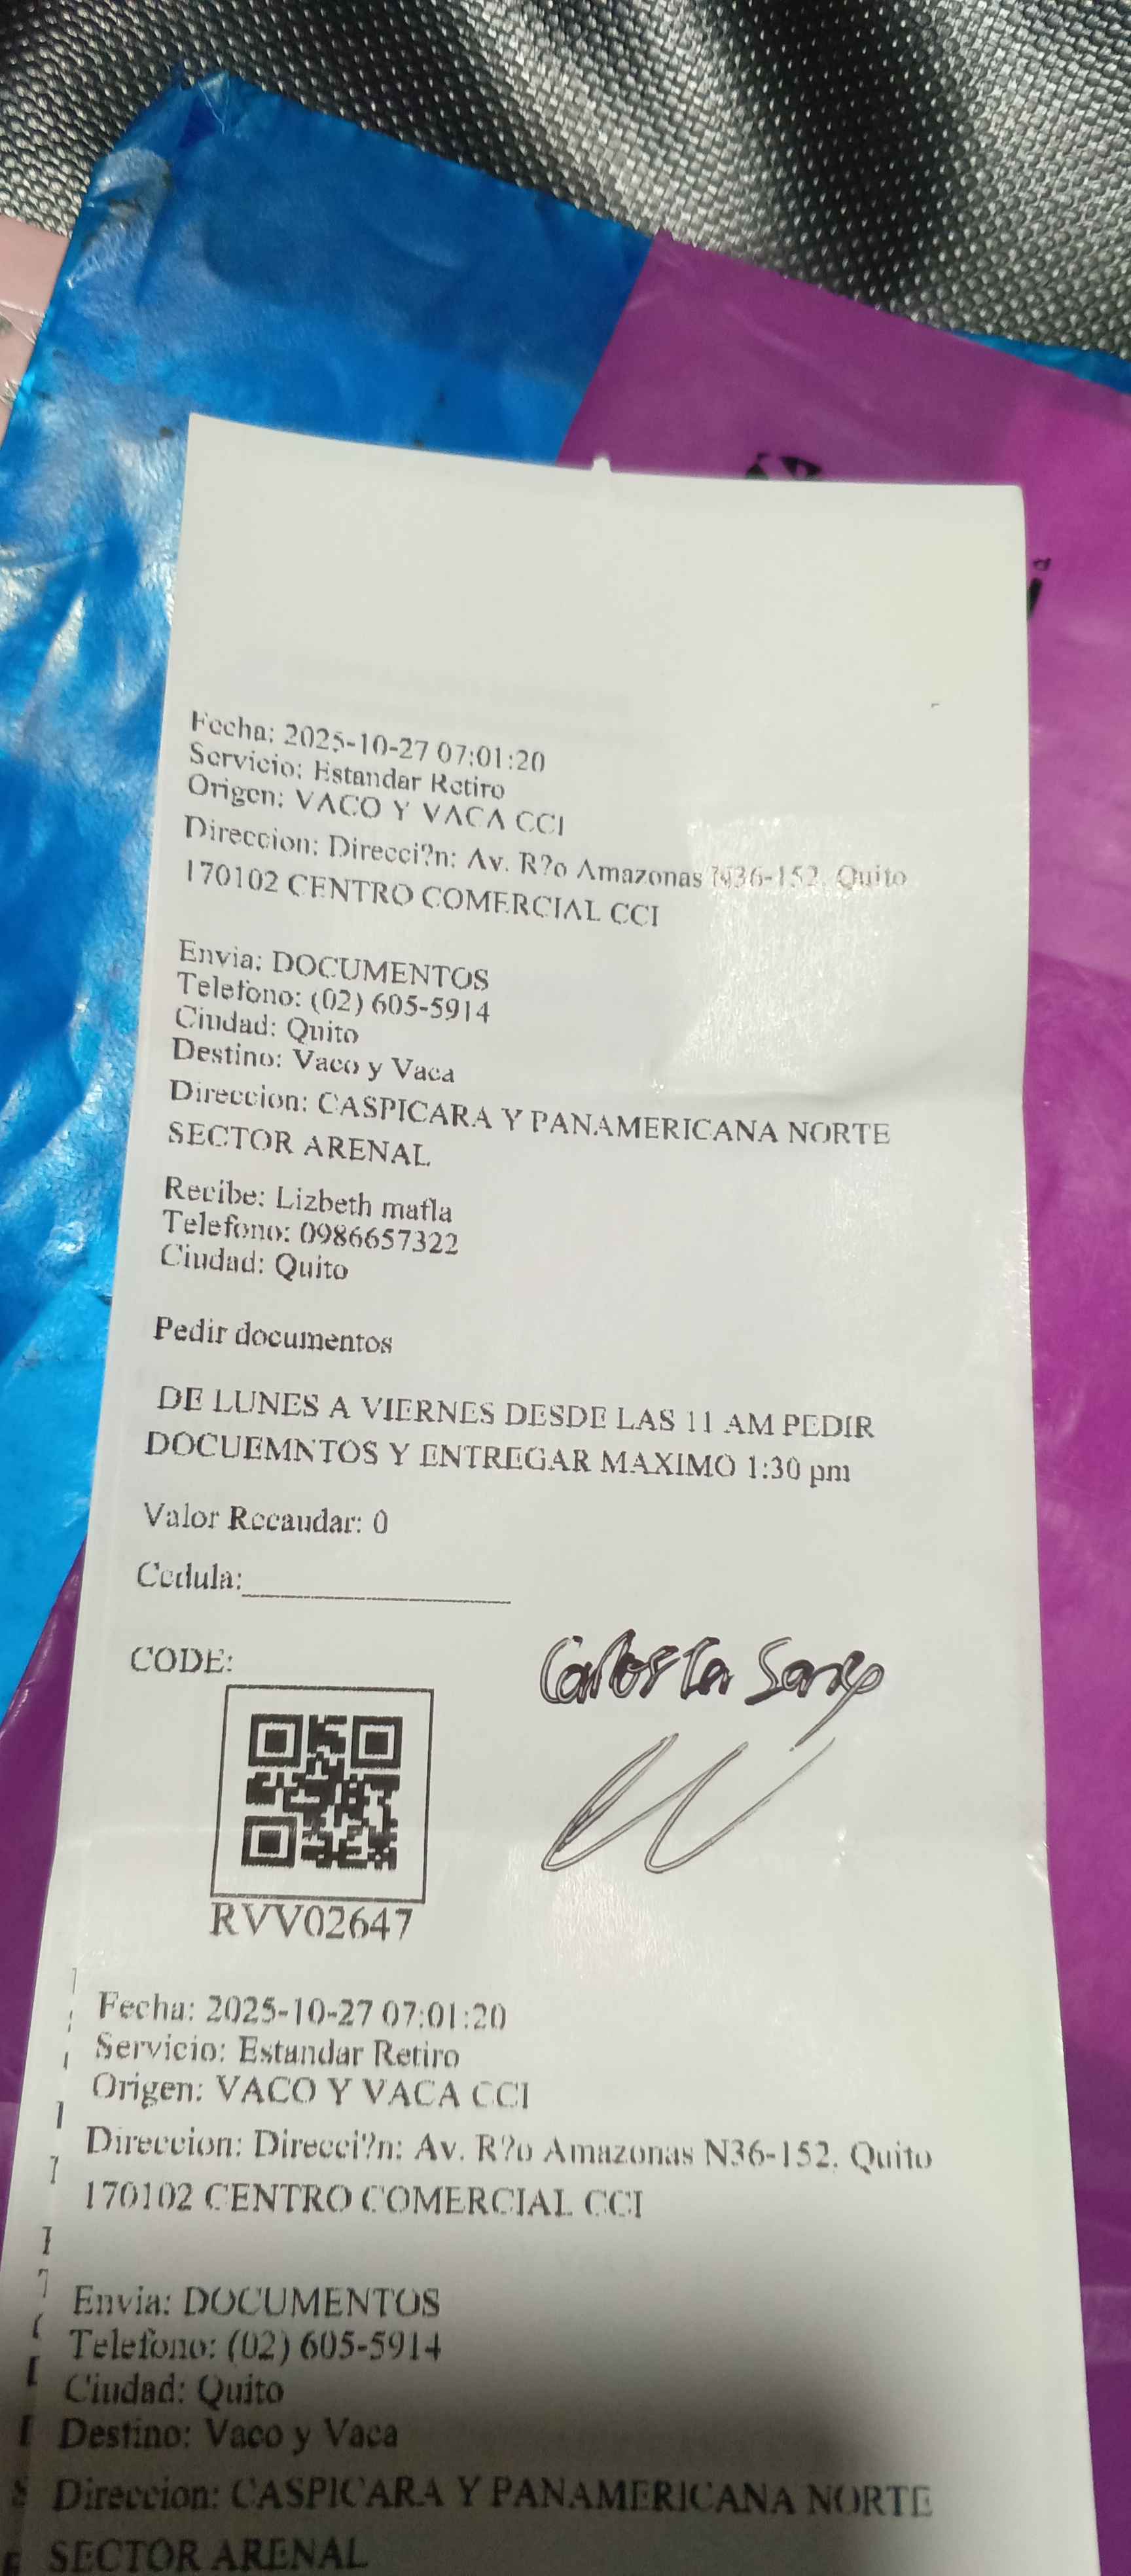 Fecha: 2025-10-27 07:01:20
Servicio: Estandar Retiro
Origen: VACO Y VACA CCI
Direccion: Direcci?n: Av. R?o Amazonas N36-152, Quito
170102 CENTRO COMERCIAL CCI
Envia: DOCUMENTOS
Telefono: (02) 605-5914
Ciudad: Quito
Destino: Vaco y Vaca
Direccion: CASPICARA Y PANAMERICANA NORTE
SECTOR ARENAL
Recibe: Lizbeth mafla
Telefono: 0986657322
Ciudad: Quito
Pedir documentos
DE LUNES A VIERNES DESDE LAS 11 AM PEDIR
DOCUEMNTOS Y ENTREGAR MAXIMO 1:30 pm
Valor Recaudar: 0
Cedula:
CODE:
Carlos
RVV02647
Fecha: 2025-10-27 07:01:20
Servicio: Estandar Retiro
Origen: VACO Y VACA CCI
Direccion: Direcci?n: Av. R?o Amazonas N36-152, Quito
170102 CENTRO COMERCIAL CCI
Envia: DOCUMENTOS
Telefono: (02) 605-5914
Ciudad: Quito
Destino: Vaco y Vaca
Direccion: CASPICARA Y PANAMERICANA NORTE
SECTOR ARENAL